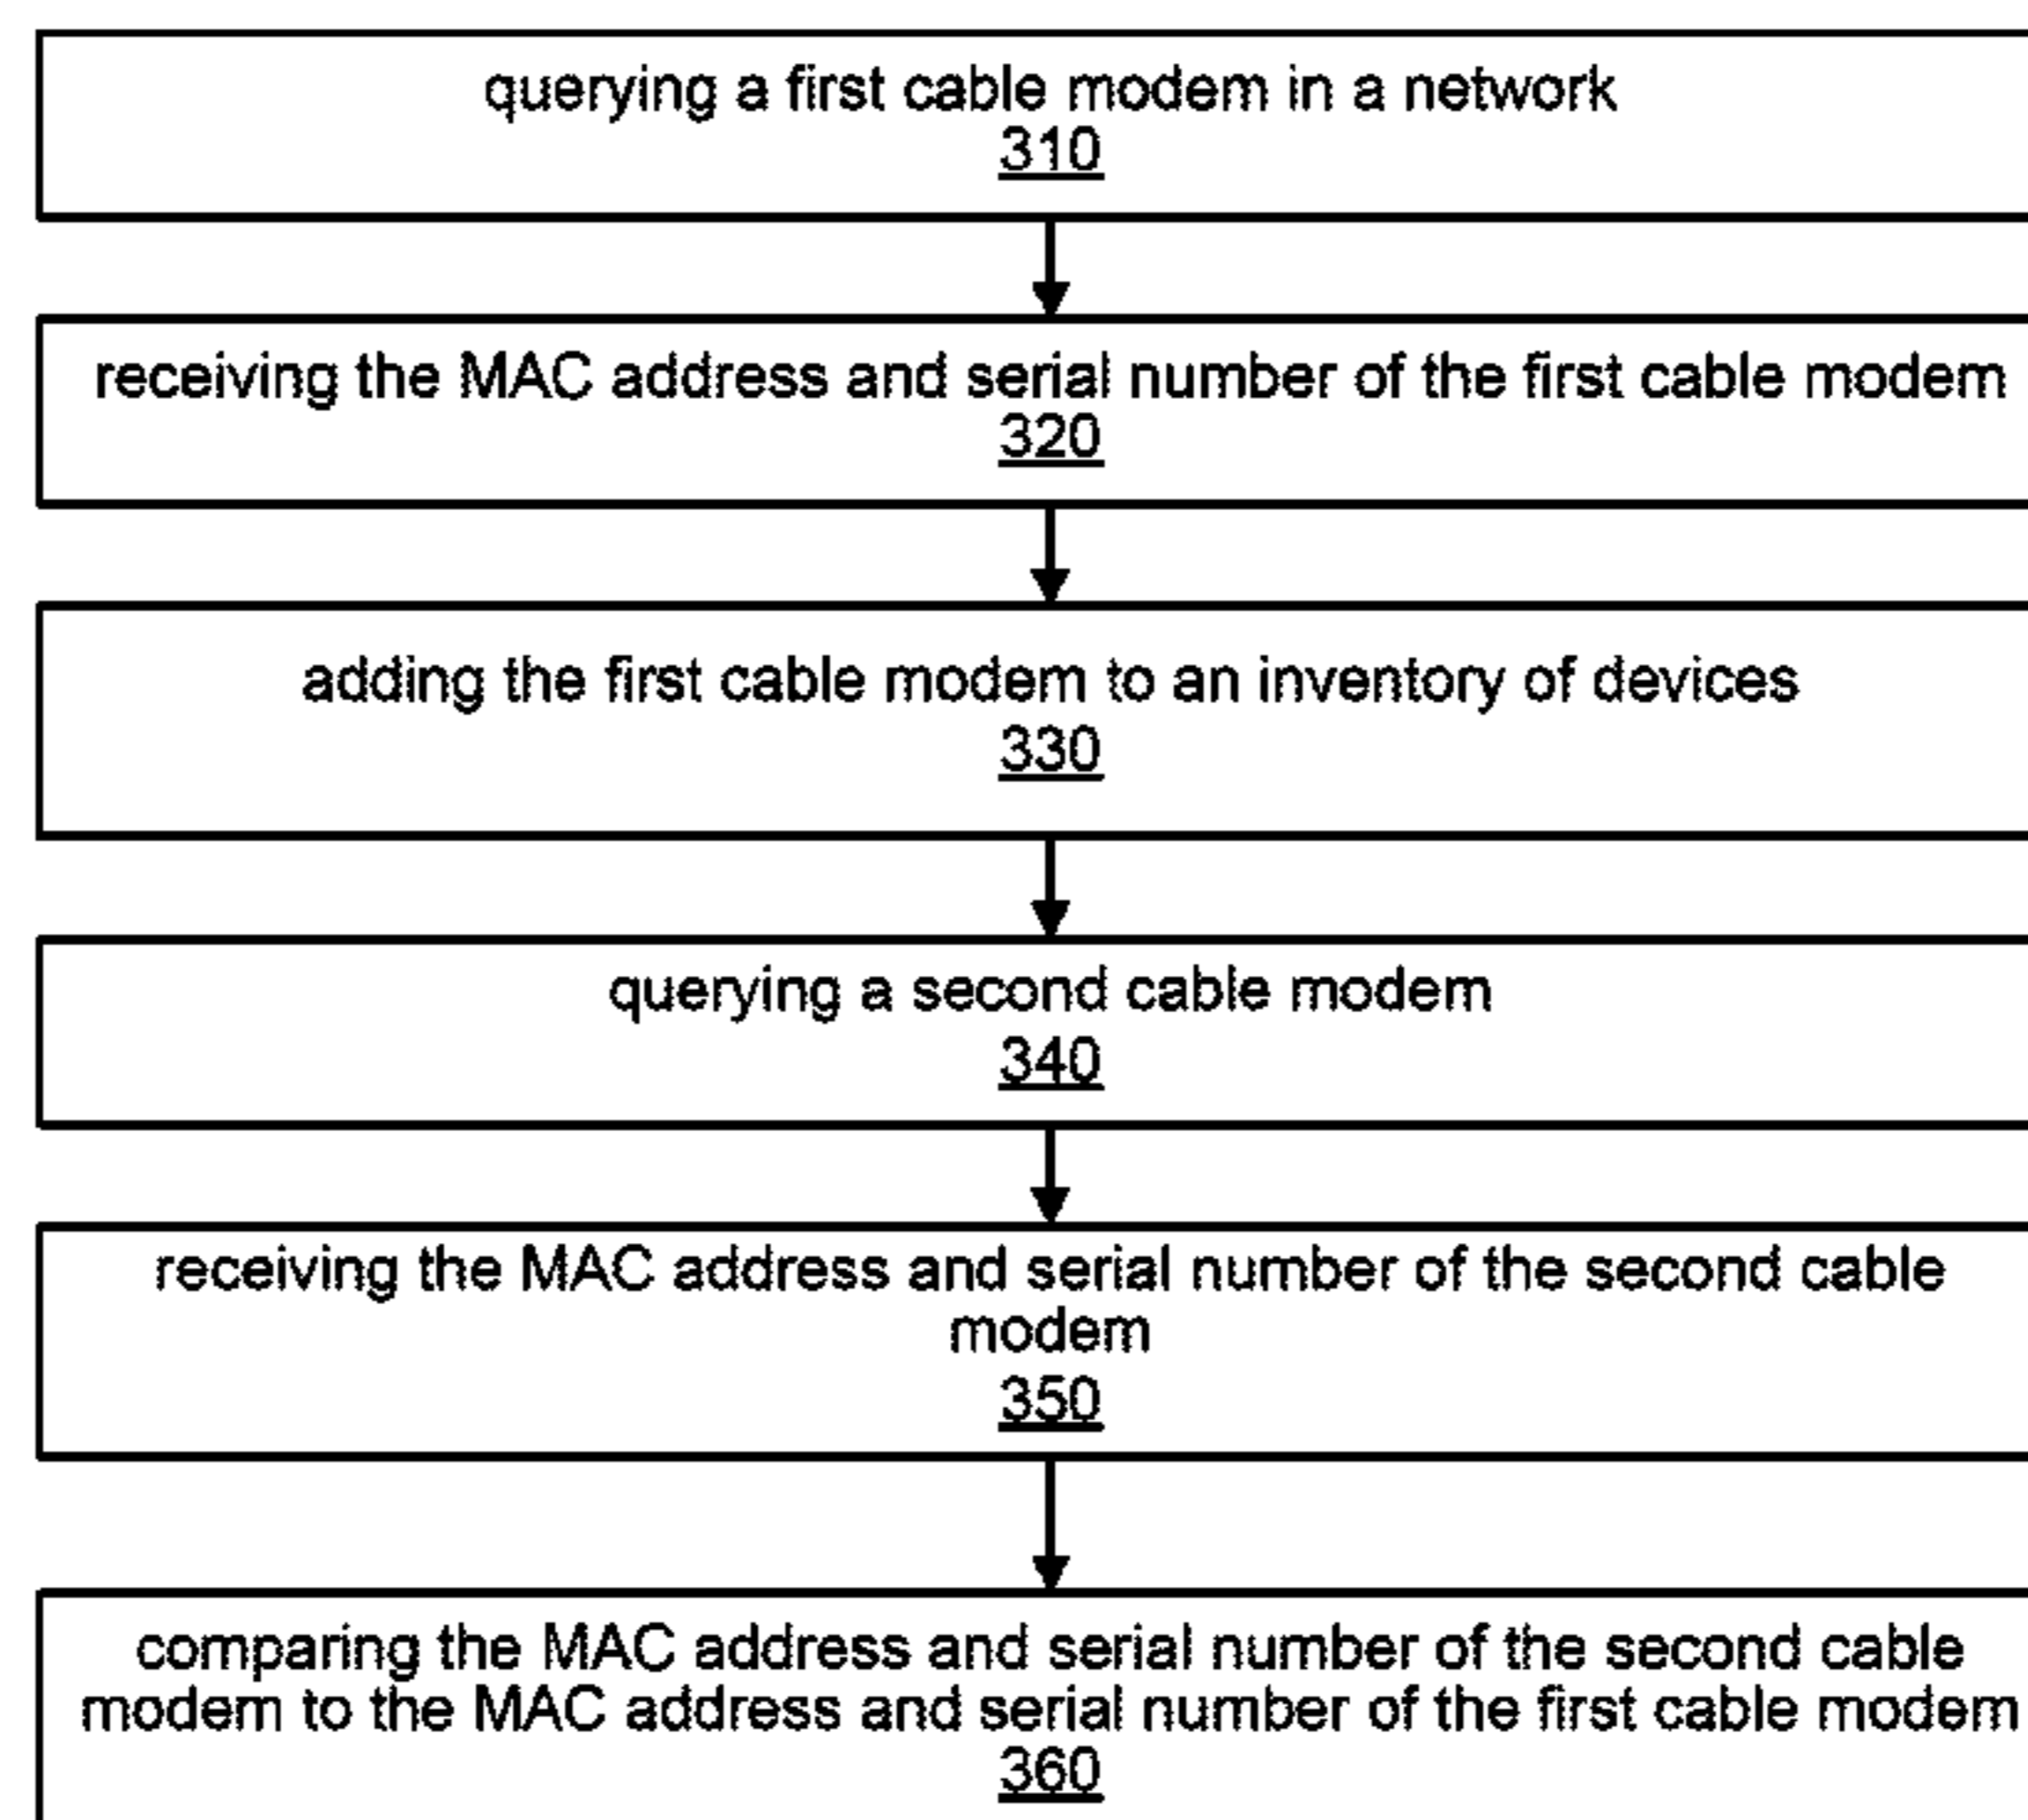 querying a first cable modem in a network
310
receiving the MAC address and serial number of the first cable modem
320
adding the first cable modem to an inventory of devices
330
querying a second cable modem
340
receiving the MAC address and serial number of the second cable
modem
350
comparing the MAC address and serial number of the second cable
modem to the MAC address and serial number of the first cable modem
360